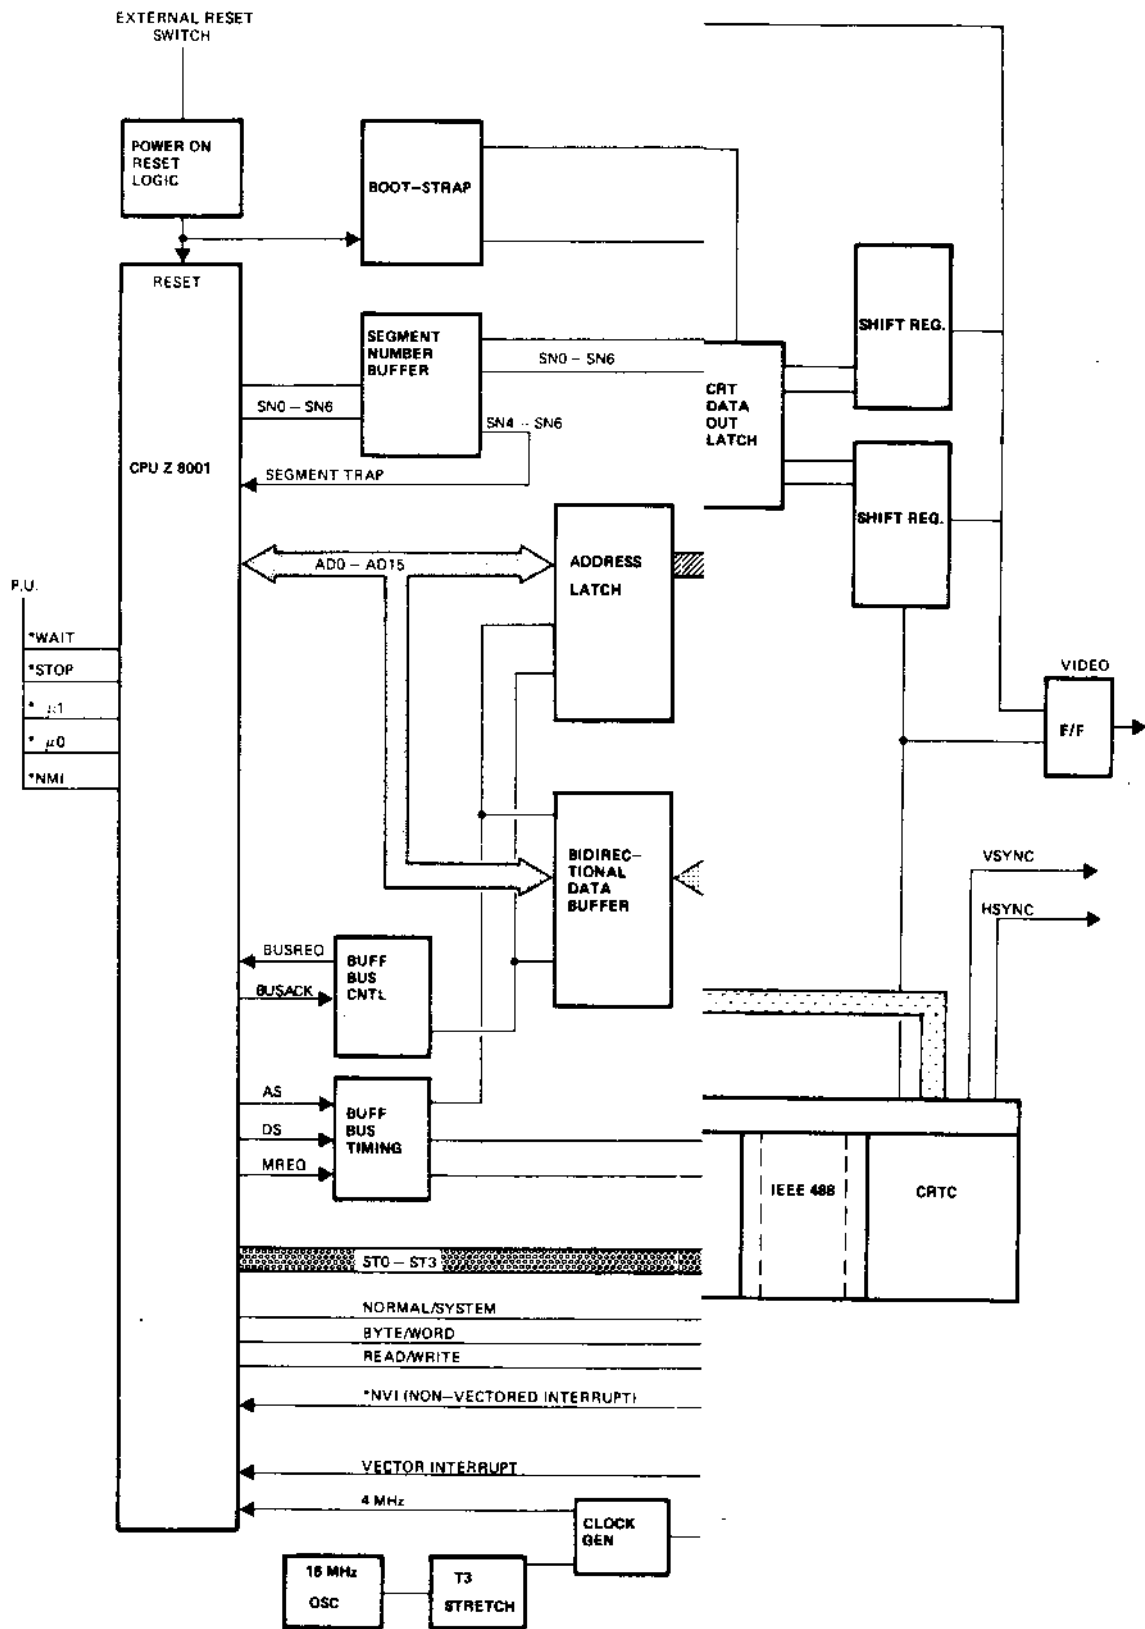 EXTERNAL RESET
SWITCH
POWER ON
RESET
LOGIC
BOOT-STRAP
RESET
SHIFT REG.
SEGMENT
NUMBER
BUFFER
SN0 – SN6
SN0 – SN6
SN4 – SN6
CRT
DATA
OUT
LATCH
CPU Z 8001
SEGMENT TRAP
SHIFT REG.
AD0 – AD15
ADDRESS
LATCH
P.U.
*WAIT
*STOP
* µ1
* µ0
*NMI
VIDEO
F/F
BIDIREC–
TIONAL
DATA
BUFFER
VSYNC
HSYNC
BUSREQ
BUSACK
BUFF
BUS
CNTL
AS
DS
MREQ
BUFF
BUS
TIMING
IEEE 488
CRTC
ST0 – ST3
NORMAL/SYSTEM
BYTE/WORD
READ/WRITE
*NVI (NON–VECTORED INTERRUPT)
VECTOR INTERRUPT
4 MHz
CLOCK
GEN
16 MHz
OSC
T3
STRETCH